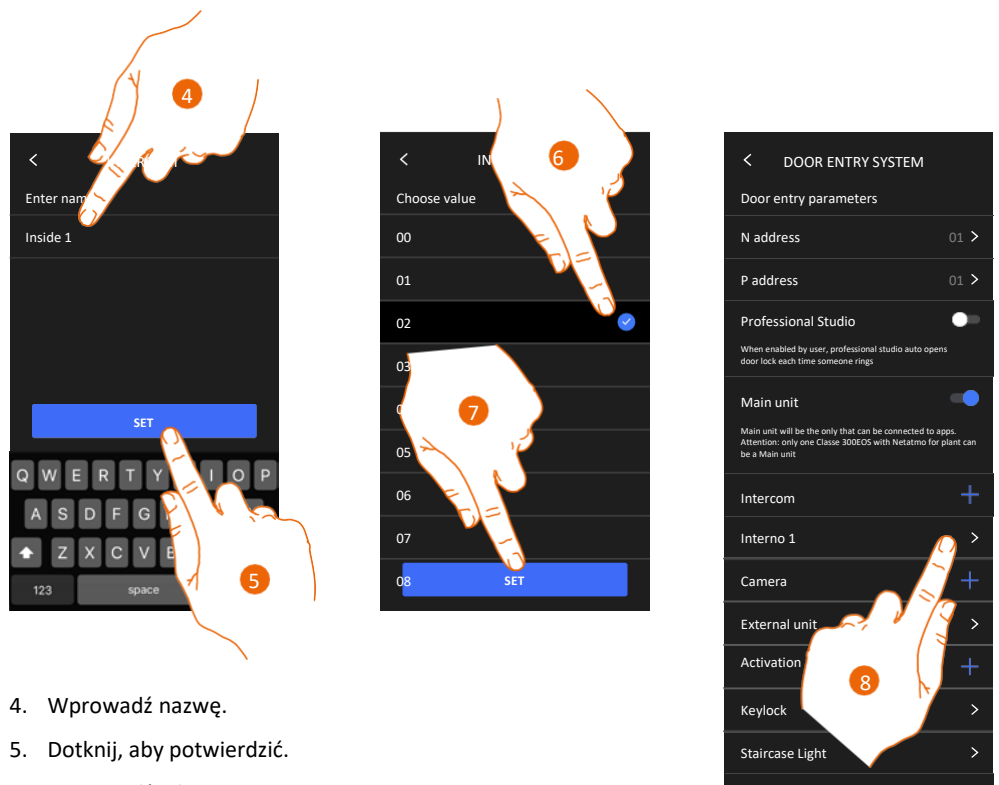 4
Enter nam
Inside 1
SET
Q W E R T Y I O P
A S D F G
Z X C V
123 space
5
6
IN
Choose value
00
01
02
03
05
06
07
08
SET
7
DOOR ENTRY SYSTEM
Door entry parameters
N address 01
P address 01
Professional Studio
When enabled by user, professional studio auto opens
door lock each time someone rings
Main unit
Main unit will be the only that can be connected to apps.
Attention: only one Classe 300EOS with Netatmo for plant can
be a Main unit
Intercom
Interno 1
Camera
External unit
Activation
Keylock
Staircase Light
8
4. Wprowadź nazwę.
5. Dotknij, aby potwierdzić.